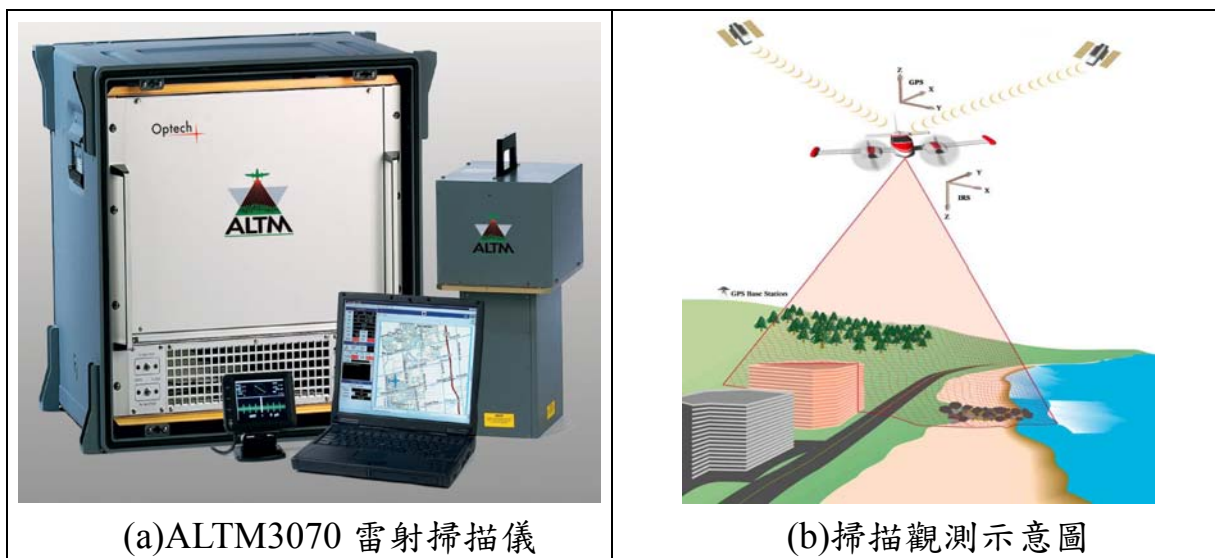 Optech
ALTM
ALTM
Z
GPS
X
Y
Y
X
IRS
Z
GPS Base Station
(a)ALTM3070 雷射掃描儀
(b)掃描觀測示意圖